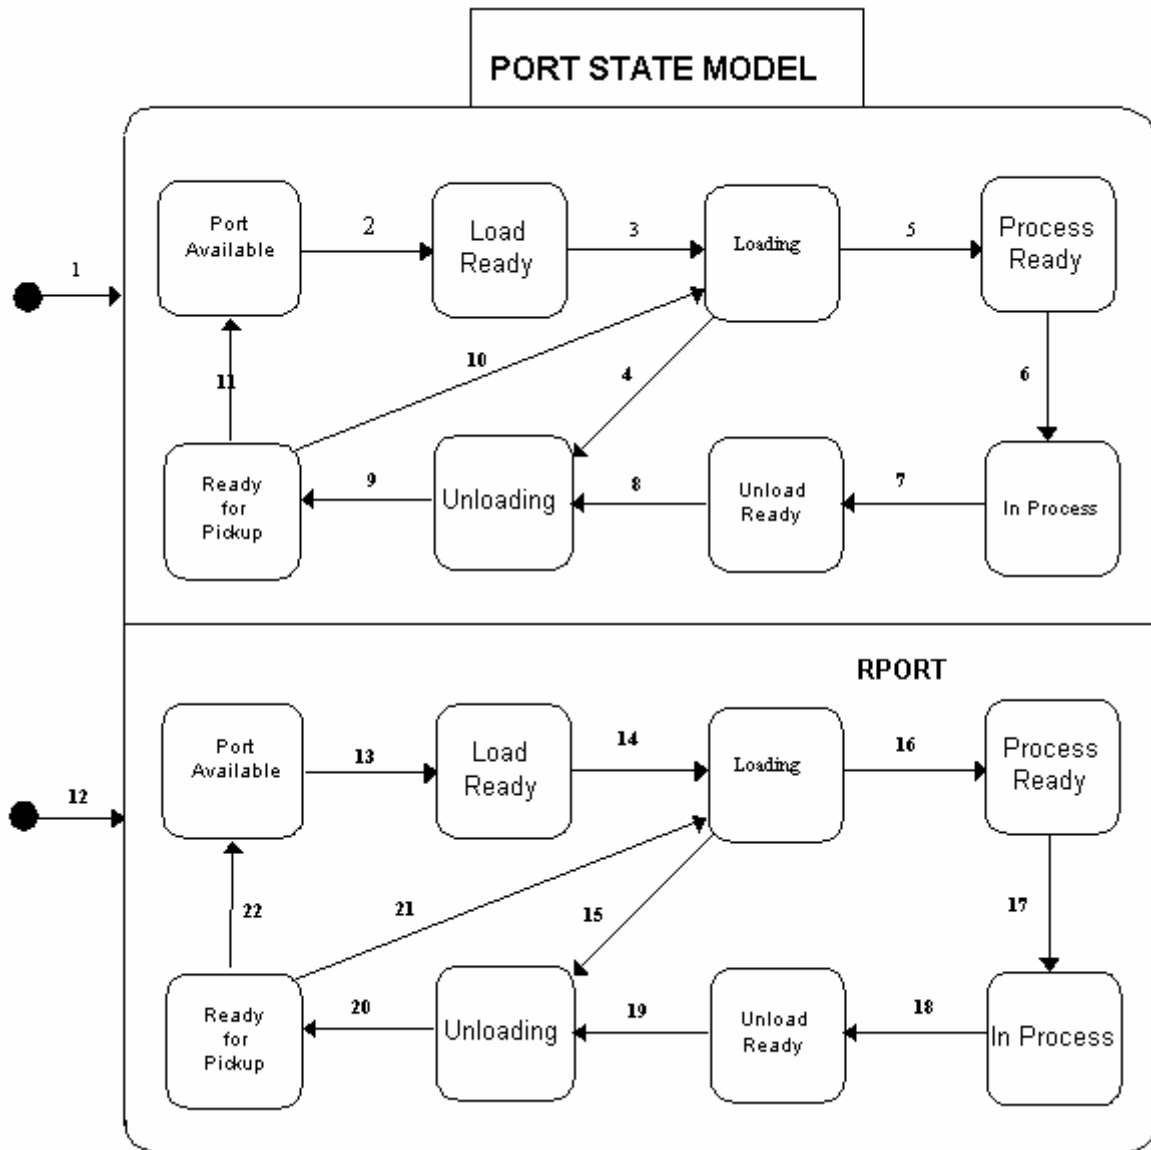 PORT STATE MODEL
Port
Available
2
Load
Ready
3
Loading
5
Process
Ready
1
11
10
4
6
Ready
for
Pickup
9
Unloading
8
Unload
Ready
7
In Process
RPORT
Port
Available
13
Load
Ready
14
Loading
16
Process
Ready
12
22
21
15
17
Ready
for
Pickup
20
Unloading
19
Unload
Ready
18
In Process